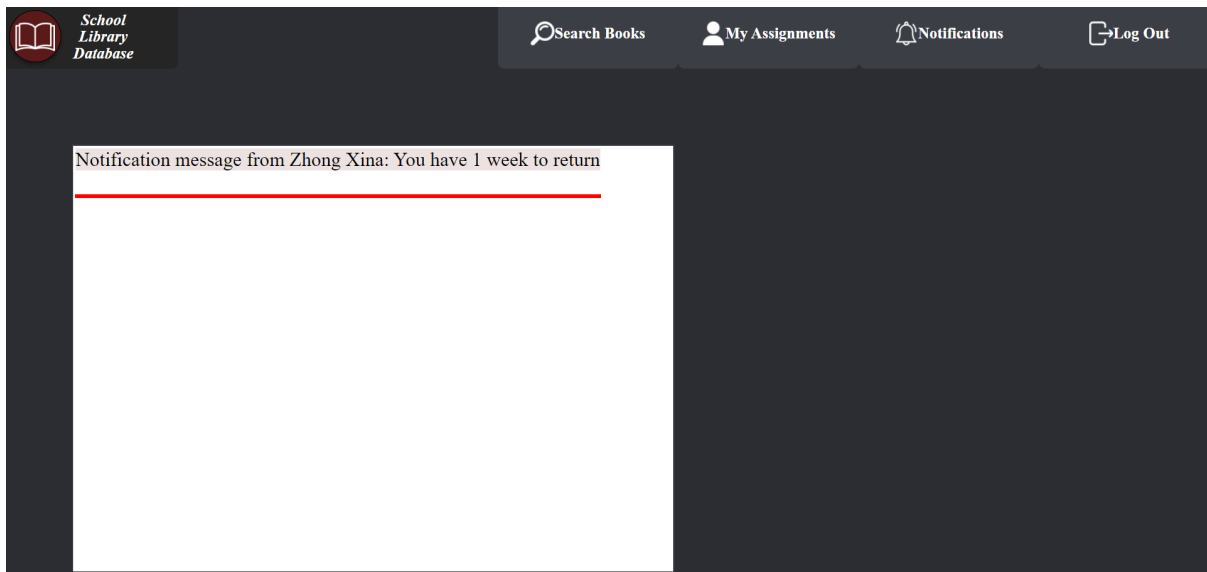 School
Library
Database
Search Books
My Assignments
Notifications
Log Out
Notification message from Zhong Xina: You have 1 week to return